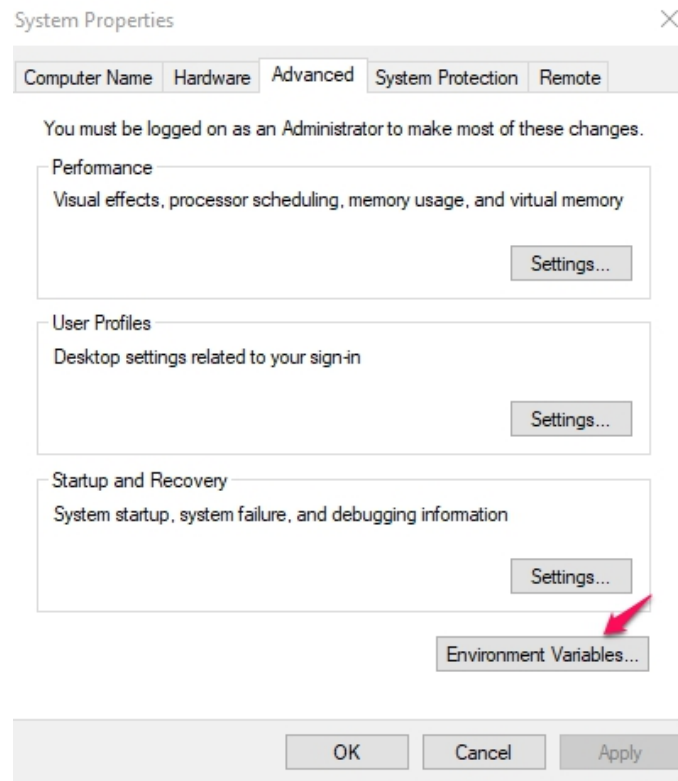 System Properties
Computer Name Hardware Advanced System Protection Remote
You must be logged on as an Administrator to make most of these changes.
Performance
Visual effects, processor scheduling, memory usage, and virtual memory
Settings...
User Profiles
Desktop settings related to your sign-in
Settings...
Startup and Recovery
System startup, system failure, and debugging information
Settings...
Environment Variables...
OK Cancel Apply